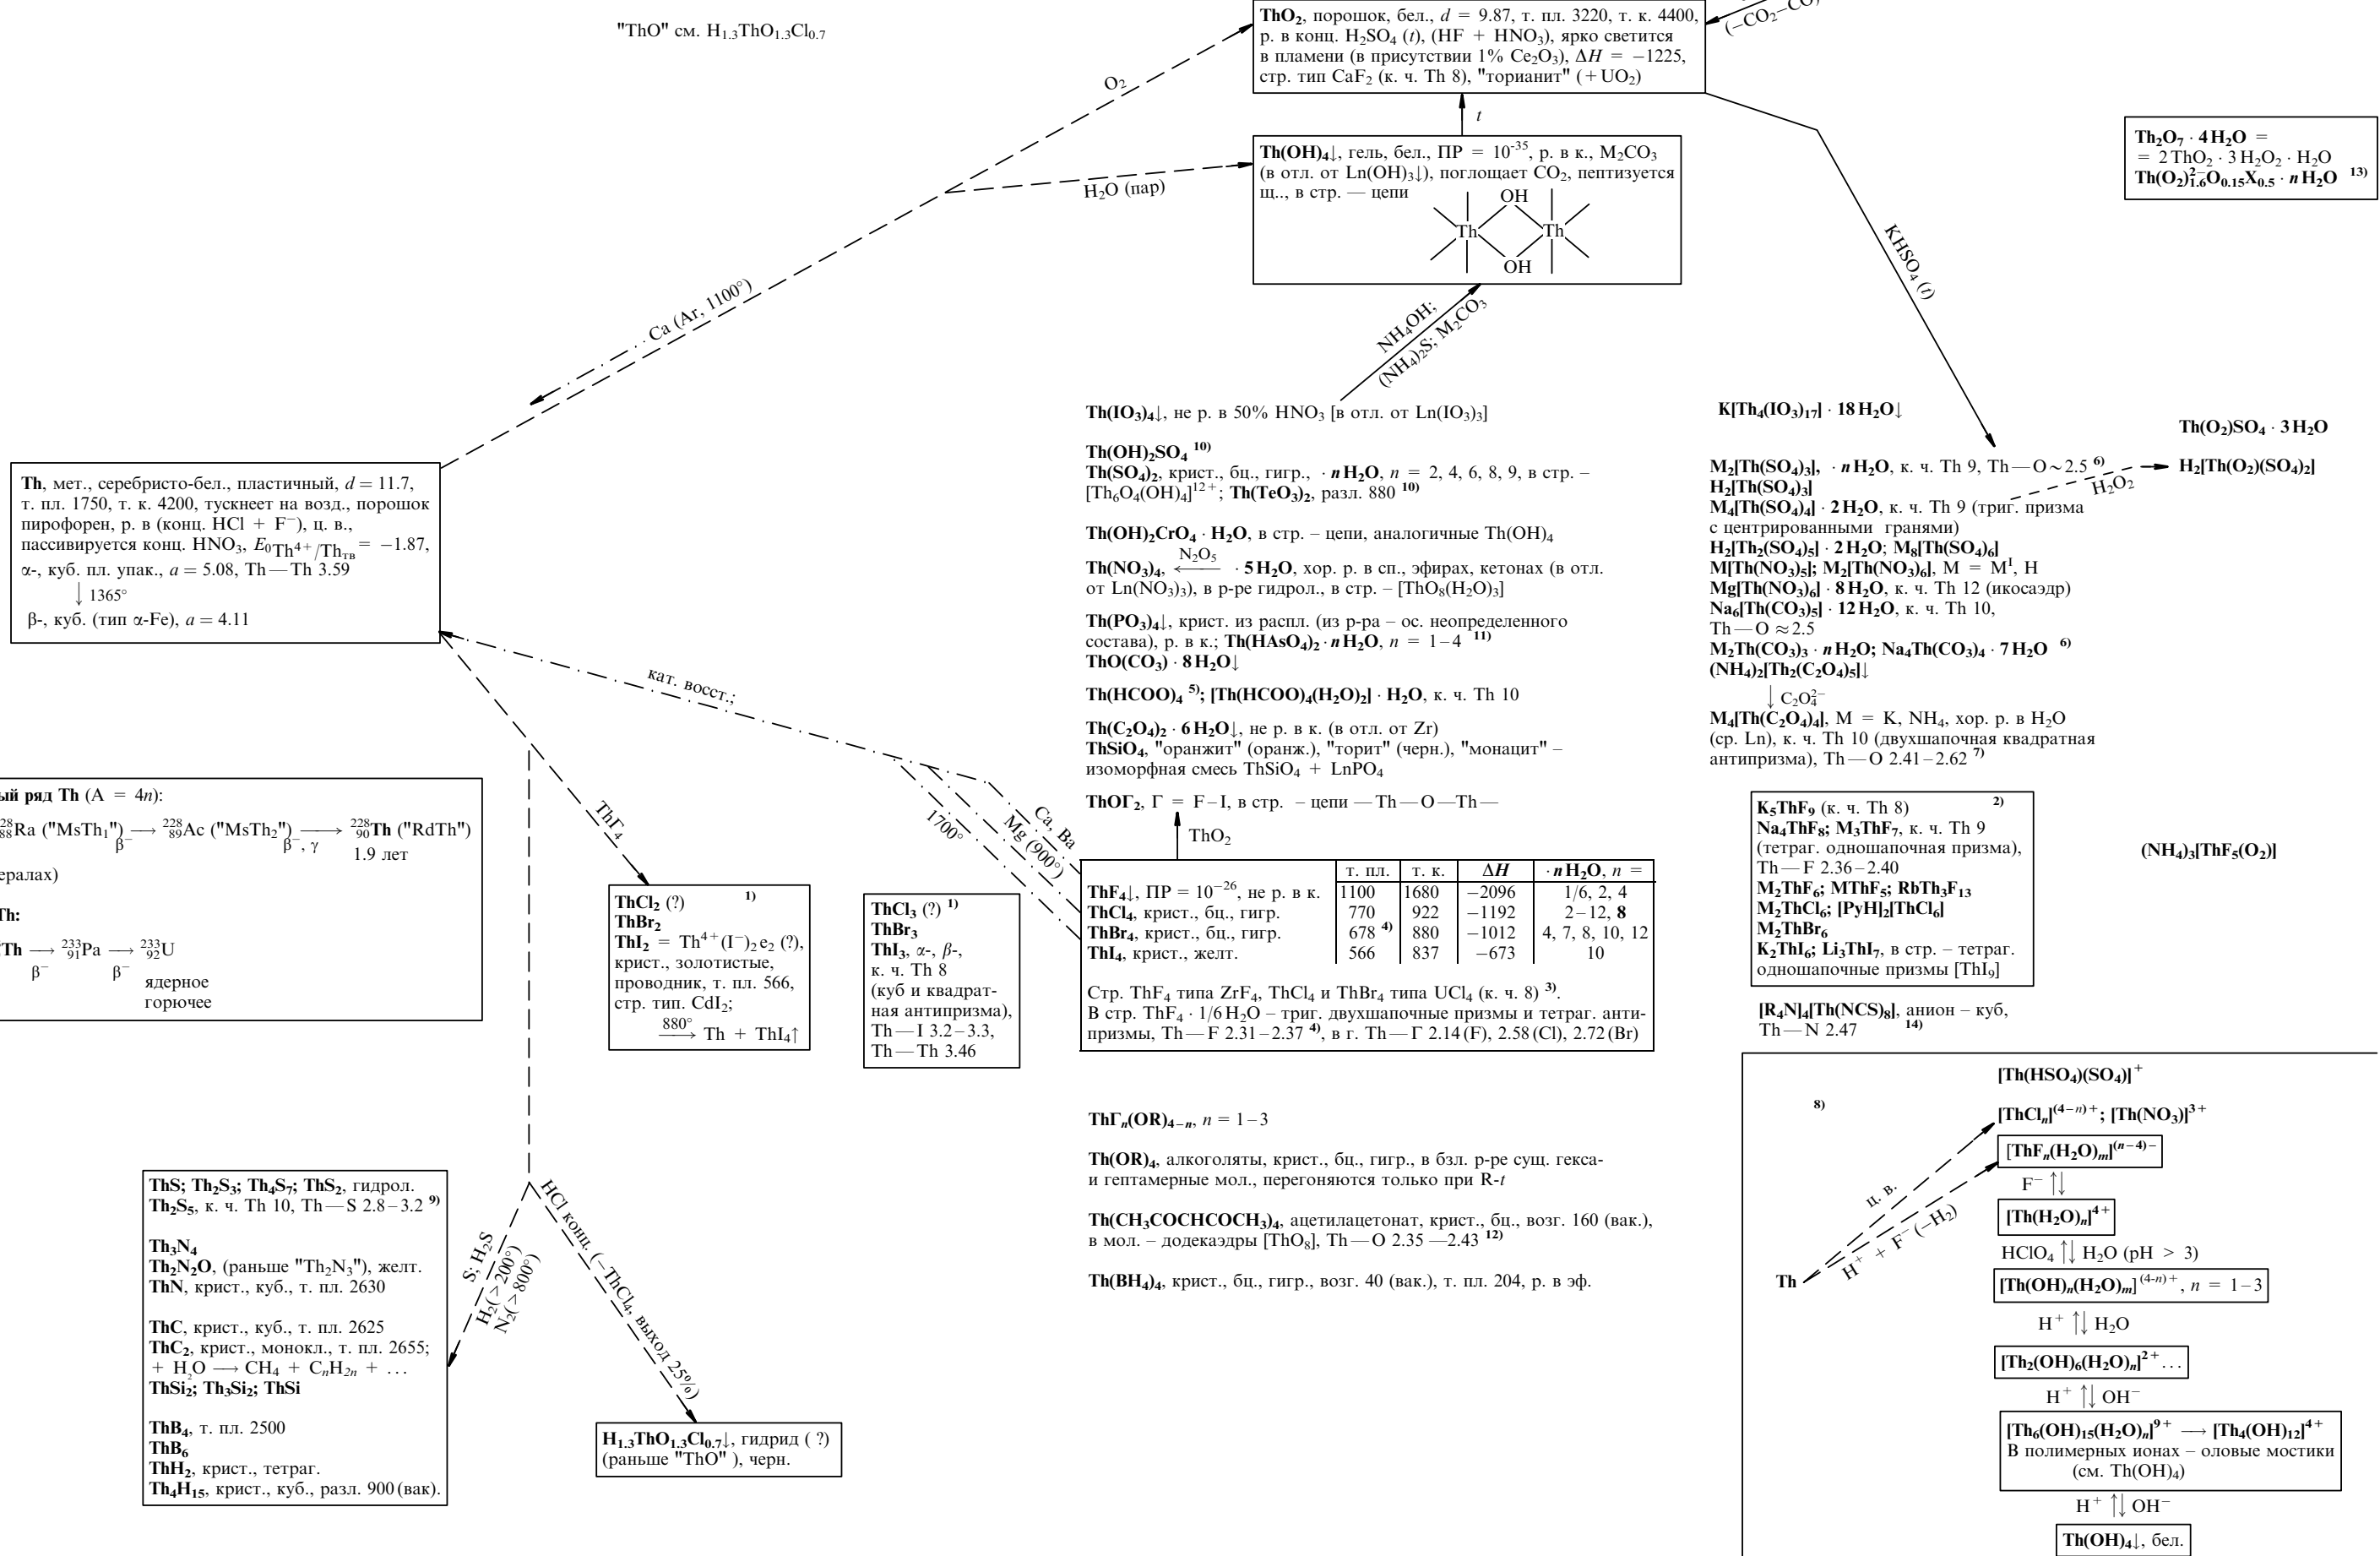 "ThO" см. H₁.₃ThO₁.₃Cl₀.₇
ThO₂, порошок, бел., d = 9.87, т. пл. 3220, т. к. 4400,
р. в конц. H₂SO₄ (t), (HF + HNO₃), ярко светится
в пламени (в присутствии 1% Ce₂O₃), ΔH = −1225,
стр. тип CaF₂ (к. ч. Th 8), "торианит" (+UO₂)
(−CO₂−CO)
O₂
t
H₂O (пар)
Th(OH)₄↓, гель, бел., ПР = 10⁻³⁵, р. в к., M₂CO₃
(в отл. от Ln(OH)₃↓), поглощает CO₂, пептизуется
щ.., в стр. — цепи
OH
Th Th
OH
Th₂O₇ · 4H₂O =
= 2ThO₂ · 3H₂O₂ · H₂O
Th(O₂)²⁻₁.₆O₀.₁₅X₀.₅ · nH₂O ¹³⁾
KHSO₄ (t)
Ca (Ar, 1100°)
NH₄OH;
(NH₄)₂S; M₂CO₃
Th, мет., серебристо-бел., пластичный, d = 11.7,
т. пл. 1750, т. к. 4200, тускнеет на возд., порошок
пирофорен, р. в (конц. HCl + F⁻), ц. в.,
пассивируется конц. HNO₃, E₀Th⁴⁺/Thтв = −1.87,
α-, куб. пл. упак., a = 5.08, Th—Th 3.59
↓ 1365°
β-, куб. (тип α-Fe), a = 4.11
Th(IO₃)₄↓, не р. в 50% HNO₃ [в отл. от Ln(IO₃)₃]
Th(OH)₂SO₄ ¹⁰⁾
Th(SO₄)₂, крист., бц., гигр., · nH₂O, n = 2, 4, 6, 8, 9, в стр. –
[Th₆O₄(OH)₄]¹²⁺; Th(TeO₃)₂, разл. 880 ¹⁰⁾
Th(OH)₂CrO₄ · H₂O, в стр. – цепи, аналогичные Th(OH)₄
N₂O₅
Th(NO₃)₄, ⟵ · 5H₂O, хор. р. в сп., эфирах, кетонах (в отл.
от Ln(NO₃)₃), в р-ре гидрол., в стр. – [ThO₈(H₂O)₃]
Th(PO₃)₄↓, крист. из распл. (из р-ра – ос. неопределенного
состава), р. в к.; Th(HAsO₄)₂ · nH₂O, n = 1–4 ¹¹⁾
ThO(CO₃) · 8H₂O↓
Th(HCOO)₄ ⁵⁾; [Th(HCOO)₄(H₂O)₂] · H₂O, к. ч. Th 10
Th(C₂O₄)₂ · 6H₂O↓, не р. в к. (в отл. от Zr)
ThSiO₄, "оранжит" (оранж.), "торит" (черн.), "монацит" –
изоморфная смесь ThSiO₄ + LnPO₄
ThOГ₂, Г = F–I, в стр. – цепи —Th—O—Th—
ThO₂
K[Th₄(IO₃)₁₇] · 18H₂O↓
Th(O₂)SO₄ · 3H₂O
M₂[Th(SO₄)₃], · nH₂O, к. ч. Th 9, Th—O~2.5 ⁶⁾
H₂[Th(O₂)(SO₄)₂]
H₂O₂
H₂[Th(SO₄)₃]
M₄[Th(SO₄)₄] · 2H₂O, к. ч. Th 9 (триг. призма
с центрированными гранями)
H₂[Th₂(SO₄)₅] · 2H₂O; M₈[Th(SO₄)₆]
M[Th(NO₃)₅]; M₂[Th(NO₃)₆], M = Mᴵ, H
Mg[Th(NO₃)₆] · 8H₂O, к. ч. Th 12 (икосаэдр)
Na₆[Th(CO₃)₅] · 12H₂O, к. ч. Th 10,
Th—O ≈2.5
M₂Th(CO₃)₃ · nH₂O; Na₄Th(CO₃)₄ · 7H₂O ⁶⁾
(NH₄)₂[Th₂(C₂O₄)₅]↓
↓ C₂O₄²⁻
M₄[Th(C₂O₄)₄], M = K, NH₄, хор. р. в H₂O
(ср. Ln), к. ч. Th 10 (двухшапочная квадратная
антипризма), Th—O 2.41–2.62 ⁷⁾
кат. восст.;
Ca, Ba
Mg (900°)
1700°
ThГ₄
ый ряд Th (A = 4n):
²²⁸₈₈Ra ("MsTh₁") ⟶ ²²⁸₈₉Ac ("MsTh₂") ⟶ ²²⁸₉₀Th ("RdTh")
β⁻ β⁻, γ 1.9 лет
ералах)
Th:
Th ⟶ ²³³₉₁Pa ⟶ ²³³₉₂U
β⁻ β⁻ ядерное
горючее
ThCl₂ (?) ¹⁾
ThBr₂
ThI₂ = Th⁴⁺(I⁻)₂e₂ (?),
крист., золотистые,
проводник, т. пл. 566,
стр. тип. CdI₂;
880°
⟶ Th + ThI₄↑
ThCl₃ (?) ¹⁾
ThBr₃
ThI₃, α-, β-,
к. ч. Th 8
(куб и квадрат-
ная антипризма),
Th—I 3.2–3.3,
Th—Th 3.46
т. пл. т. к. ΔH · nH₂O, n =
ThF₄↓, ПР = 10⁻²⁶, не р. в к. 1100 1680 −2096 1/6, 2, 4
ThCl₄, крист., бц., гигр. 770 922 −1192 2–12, 8
ThBr₄, крист., бц., гигр. 678 ⁴⁾ 880 −1012 4, 7, 8, 10, 12
ThI₄, крист., желт. 566 837 −673 10
Стр. ThF₄ типа ZrF₄, ThCl₄ и ThBr₄ типа UCl₄ (к. ч. 8) ³⁾.
В стр. ThF₄ · 1/6H₂O – триг. двухшапочные призмы и тетраг. анти-
призмы, Th—F 2.31–2.37 ⁴⁾, в г. Th—Г 2.14 (F), 2.58 (Cl), 2.72 (Br)
K₅ThF₉ (к. ч. Th 8) ²⁾
Na₄ThF₈; M₃ThF₇, к. ч. Th 9
(тетраг. одношапочная призма),
Th—F 2.36–2.40
M₂ThF₆; MThF₅; RbTh₃F₁₃
M₂ThCl₆; [PyH]₂[ThCl₆]
M₂ThBr₆
K₂ThI₆; Li₃ThI₇, в стр. – тетраг.
одношапочные призмы [ThI₉]
(NH₄)₃[ThF₅(O₂)]
[R₄N]₄[Th(NCS)₈], анион – куб,
Th—N 2.47 ¹⁴⁾
ThГₙ(OR)₄₋ₙ, n = 1–3
Th(OR)₄, алкоголяты, крист., бц., гигр., в бзл. р-ре сущ. гекса-
и гептамерные мол., перегоняются только при R-t
Th(CH₃COCHCOCH₃)₄, ацетилацетонат, крист., бц., возг. 160 (вак.),
в мол. – додекаэдры [ThO₈], Th—O 2.35 —2.43 ¹²⁾
Th(BH₄)₄, крист., бц., гигр., возг. 40 (вак.), т. пл. 204, р. в эф.
ThS; Th₂S₃; Th₄S₇; ThS₂, гидрол.
Th₂S₅, к. ч. Th 10, Th—S 2.8–3.2 ⁹⁾
Th₃N₄
Th₂N₂O, (раньше "Th₂N₃"), желт.
ThN, крист., куб., т. пл. 2630
ThC, крист., куб., т. пл. 2625
ThC₂, крист., монокл., т. пл. 2655;
+ H₂O ⟶ CH₄ + CₙH₂ₙ + …
ThSi₂; Th₃Si₂; ThSi
ThB₄, т. пл. 2500
ThB₆
ThH₂, крист., тетраг.
Th₄H₁₅, крист., куб., разл. 900 (вак).
S; H₂S
H₂(>200°)
N₂(>800°)
HCl конц. (−ThCl₄, выход 25%)
H₁.₃ThO₁.₃Cl₀.₇↓, гидрид ( ?)
(раньше "ThO" ), черн.
[Th(HSO₄)(SO₄)]⁺
⁸⁾
[ThClₙ]⁽⁴⁻ⁿ⁾⁺; [Th(NO₃)]³⁺
[ThFₙ(H₂O)ₘ]⁽ⁿ⁻⁴⁾⁻
F⁻ ↑↓
[Th(H₂O)ₙ]⁴⁺
ц. в.
H⁺ + F⁻ (−H₂)
Th
HClO₄ ↑↓ H₂O (pH > 3)
[Th(OH)ₙ(H₂O)ₘ]⁽⁴⁻ⁿ⁾⁺, n = 1–3
H⁺ ↑↓ H₂O
[Th₂(OH)₆(H₂O)ₙ]²⁺…
H⁺ ↑↓ OH⁻
[Th₆(OH)₁₅(H₂O)ₙ]⁹⁺ ⟶ [Th₄(OH)₁₂]⁴⁺
В полимерных ионах – оловые мостики
(см. Th(OH)₄)
H⁺ ↑↓ OH⁻
Th(OH)₄↓, бел.